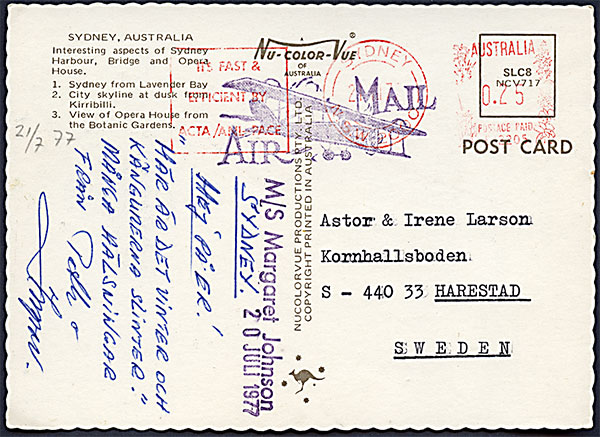 SYDNEY, AUSTRALIA
Interesting aspects of Sydney
Harbour, Bridge and Opera
House.
1. Sydney from Lavender Bay
2. City skyline at dusk from
Kirribilli.
3. View of Opera House from
the Botanic Gardens.
NU-COLOR-VUE
OF
AUSTRALIA
IT'S FAST &
EFFICIENT BY
SYDNEY
AIR MAIL
AUSTRALIA
SLC8
NCV717
0.25
POSTAGE PAID
POST CARD
21/7 77
SYDNEY.
HEJ PÅ ER!
"HÄR ÄR DET VINTER OCH
KÄNGURERNA SLINTER."
MÅNGA HÄLSNINGAR
FRÅN
M/S Margaret Johnson
20 JULI 1977
NUCOLORVUE PRODUCTIONS PTY. LTD.
COPYRIGHT PRINTED IN AUSTRALIA
Astor & Irene Larson
Kornhallsboden
S - 440 33 HARESTAD
SWEDEN